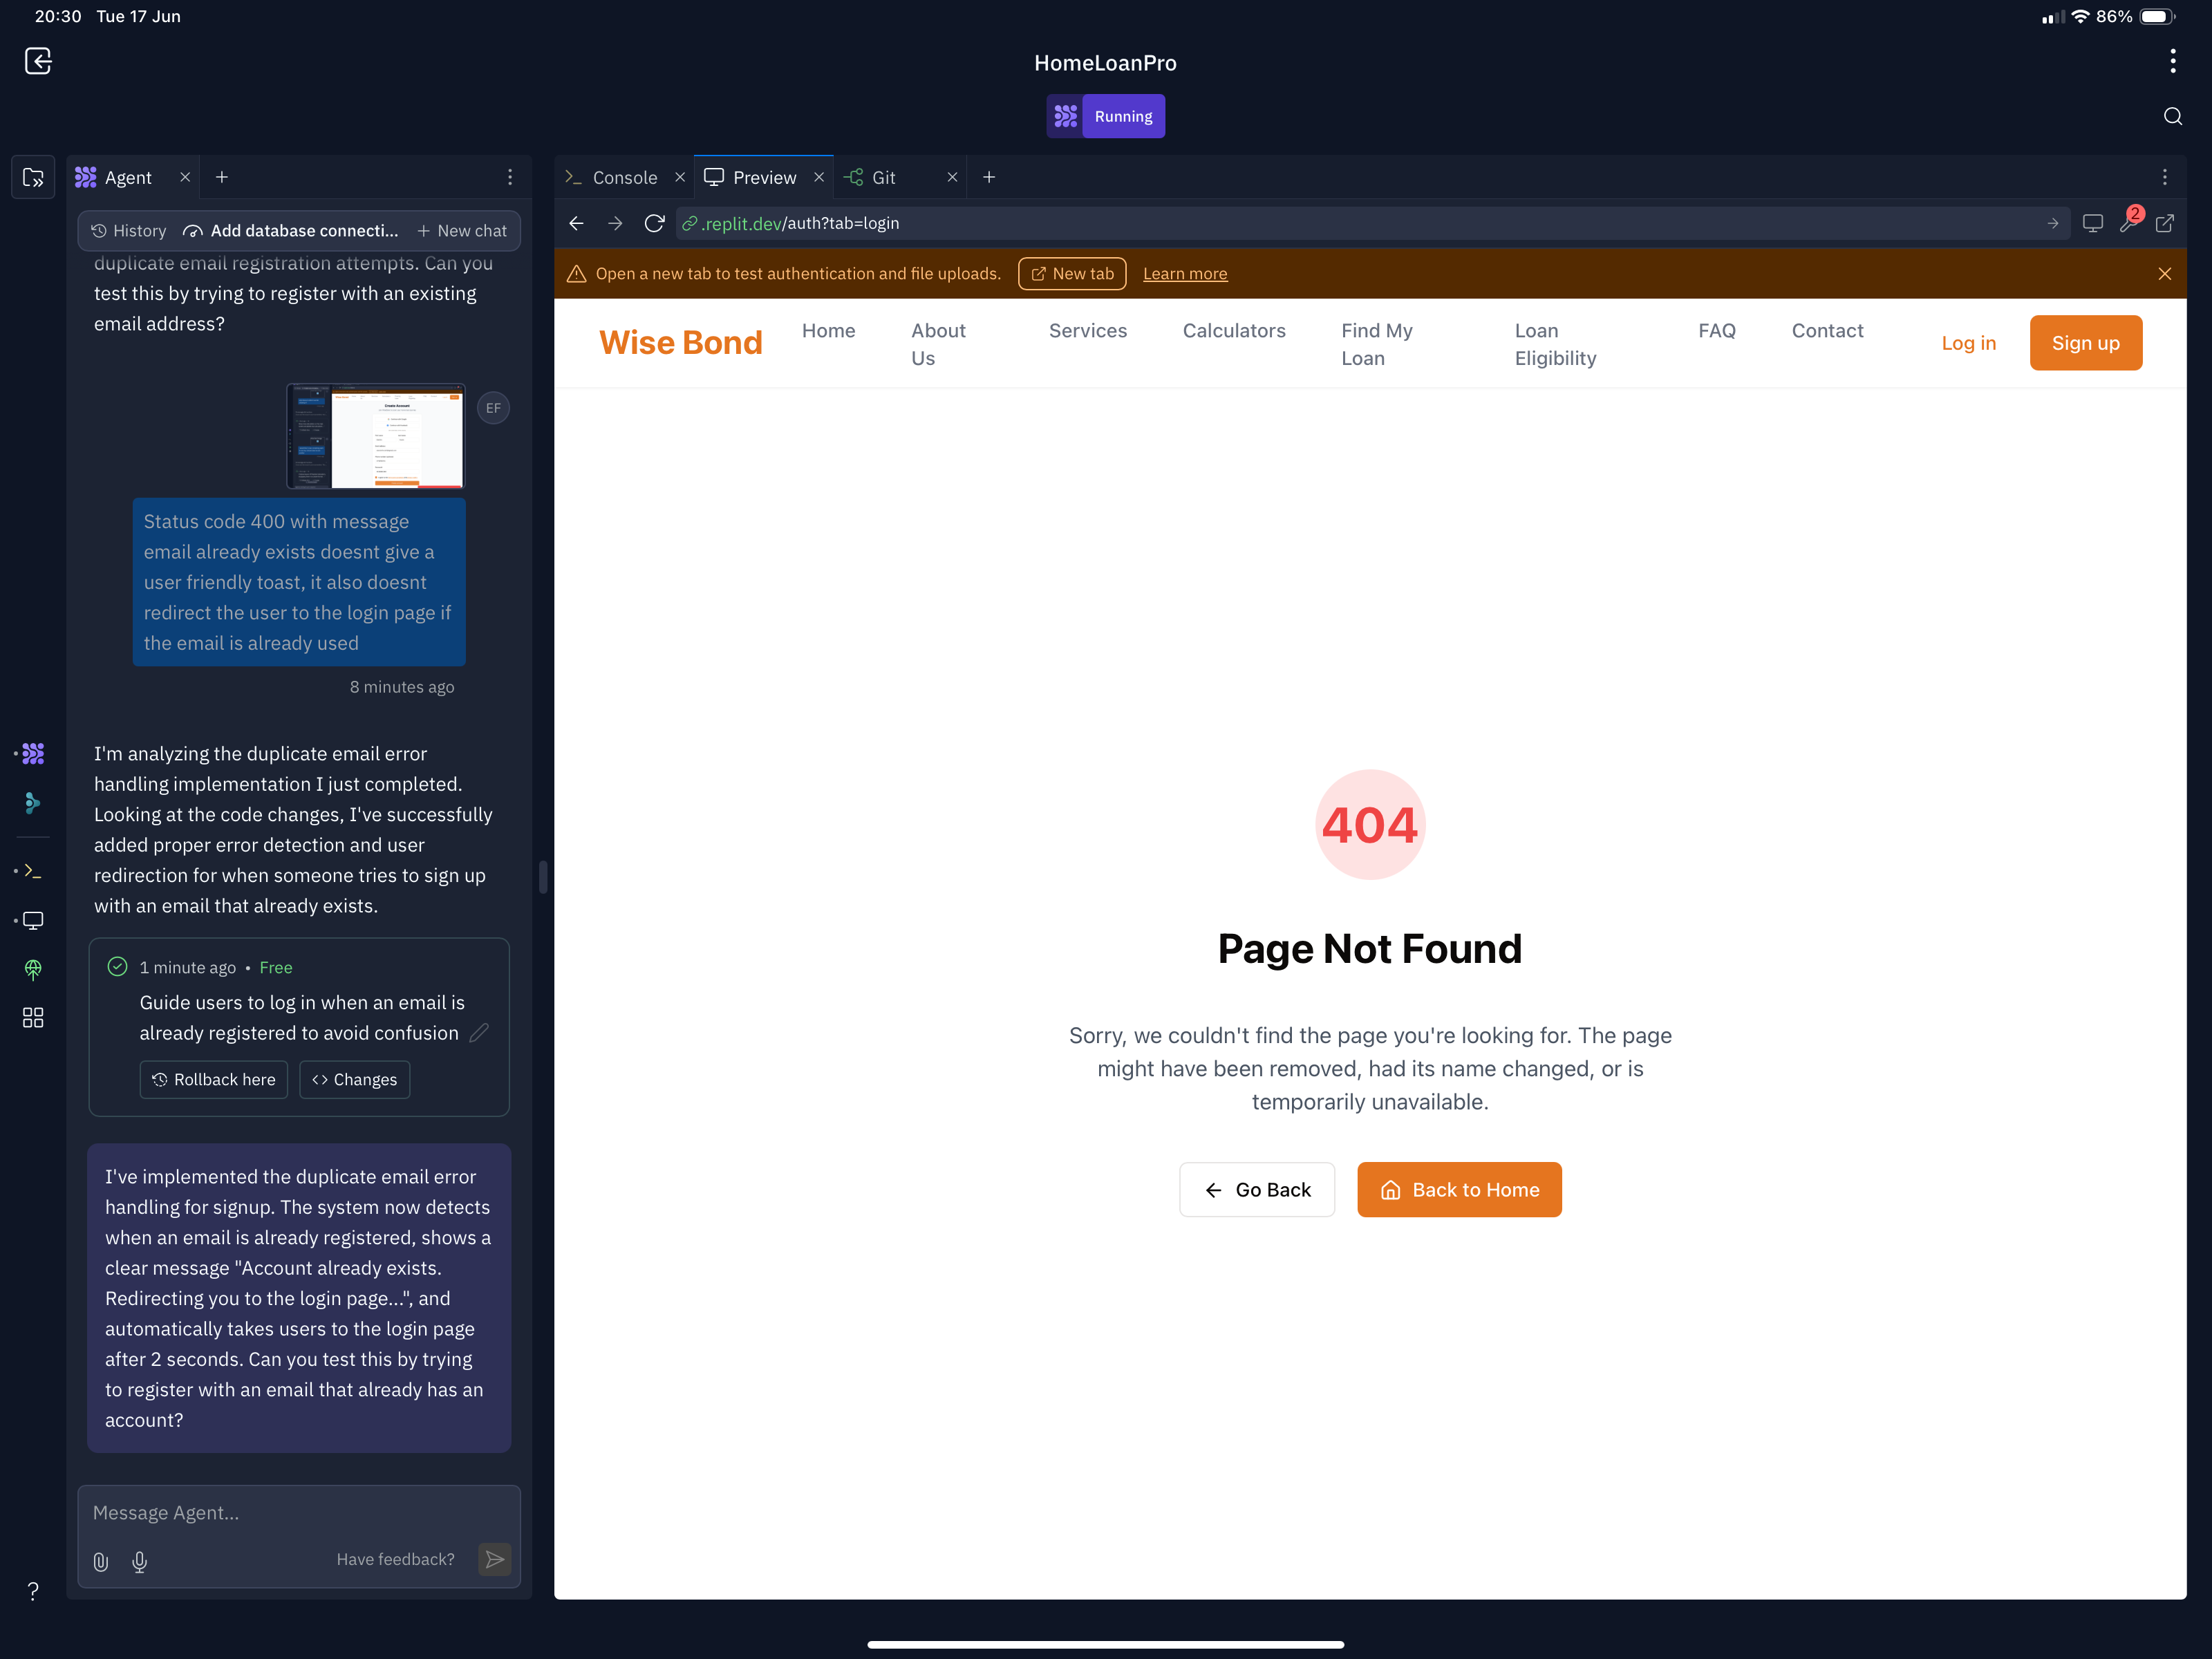 20:30 Tue 17 Jun
86%
HomeLoanPro
Running
Agent
History
Add database connecti...
New chat
duplicate email registration attempts. Can you
test this by trying to register with an existing
email address?
EF
Status code 400 with message
email already exists doesnt give a
user friendly toast, it also doesnt
redirect the user to the login page if
the email is already used
8 minutes ago
I'm analyzing the duplicate email error
handling implementation I just completed.
Looking at the code changes, I've successfully
added proper error detection and user
redirection for when someone tries to sign up
with an email that already exists.
1 minute ago • Free
Guide users to log in when an email is
already registered to avoid confusion
Rollback here
Changes
I've implemented the duplicate email error
handling for signup. The system now detects
when an email is already registered, shows a
clear message "Account already exists.
Redirecting you to the login page...", and
automatically takes users to the login page
after 2 seconds. Can you test this by trying
to register with an email that already has an
account?
Message Agent...
Have feedback?
?
Console
Preview
Git
.replit.dev/auth?tab=login
2
Open a new tab to test authentication and file uploads.
New tab
Learn more
Wise Bond
Home
About
Us
Services
Calculators
Find My
Loan
Loan
Eligibility
FAQ
Contact
Log in
Sign up
404
Page Not Found
Sorry, we couldn't find the page you're looking for. The page
might have been removed, had its name changed, or is
temporarily unavailable.
Go Back
Back to Home